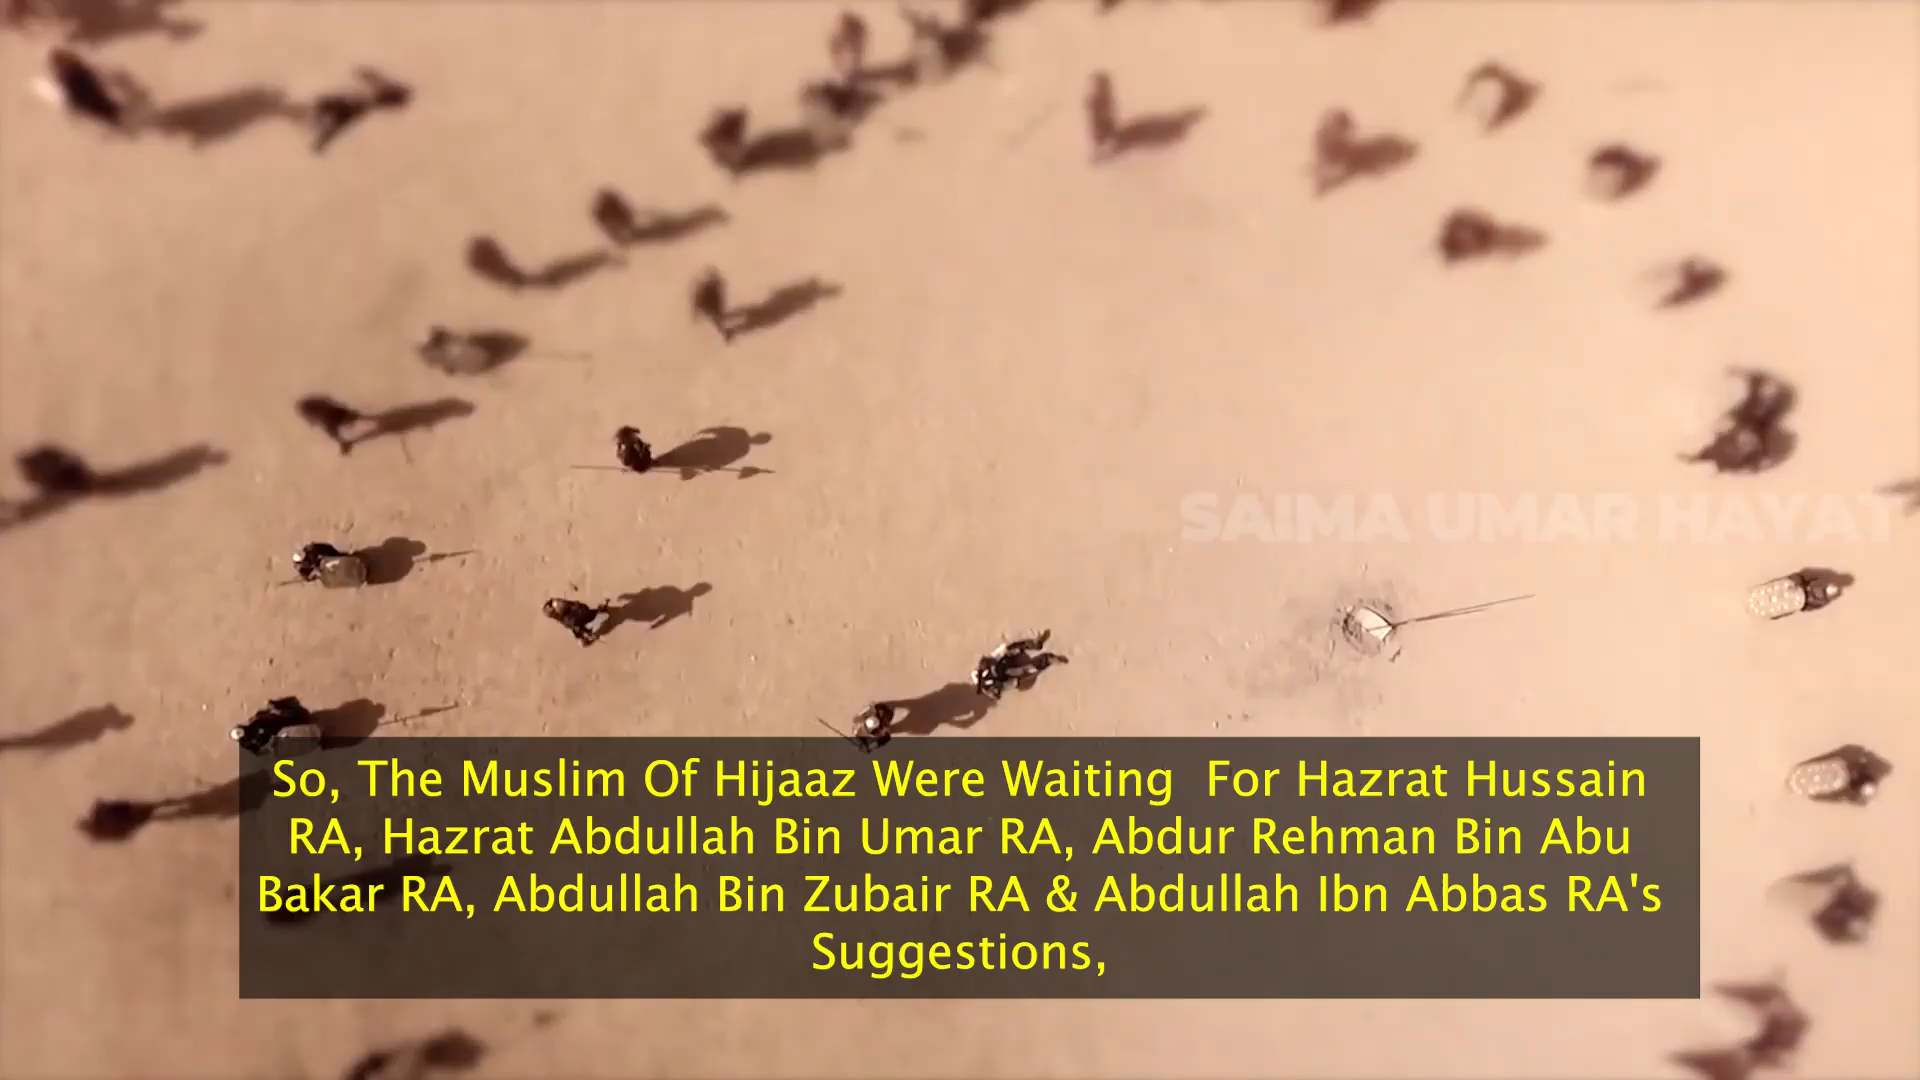 SAIMA UMAR HAYAT
So, The Muslim Of Hijaaz Were Waiting  For Hazrat Hussain
RA, Hazrat Abdullah Bin Umar RA, Abdur Rehman Bin Abu
Bakar RA, Abdullah Bin Zubair RA & Abdullah Ibn Abbas RA's
Suggestions,